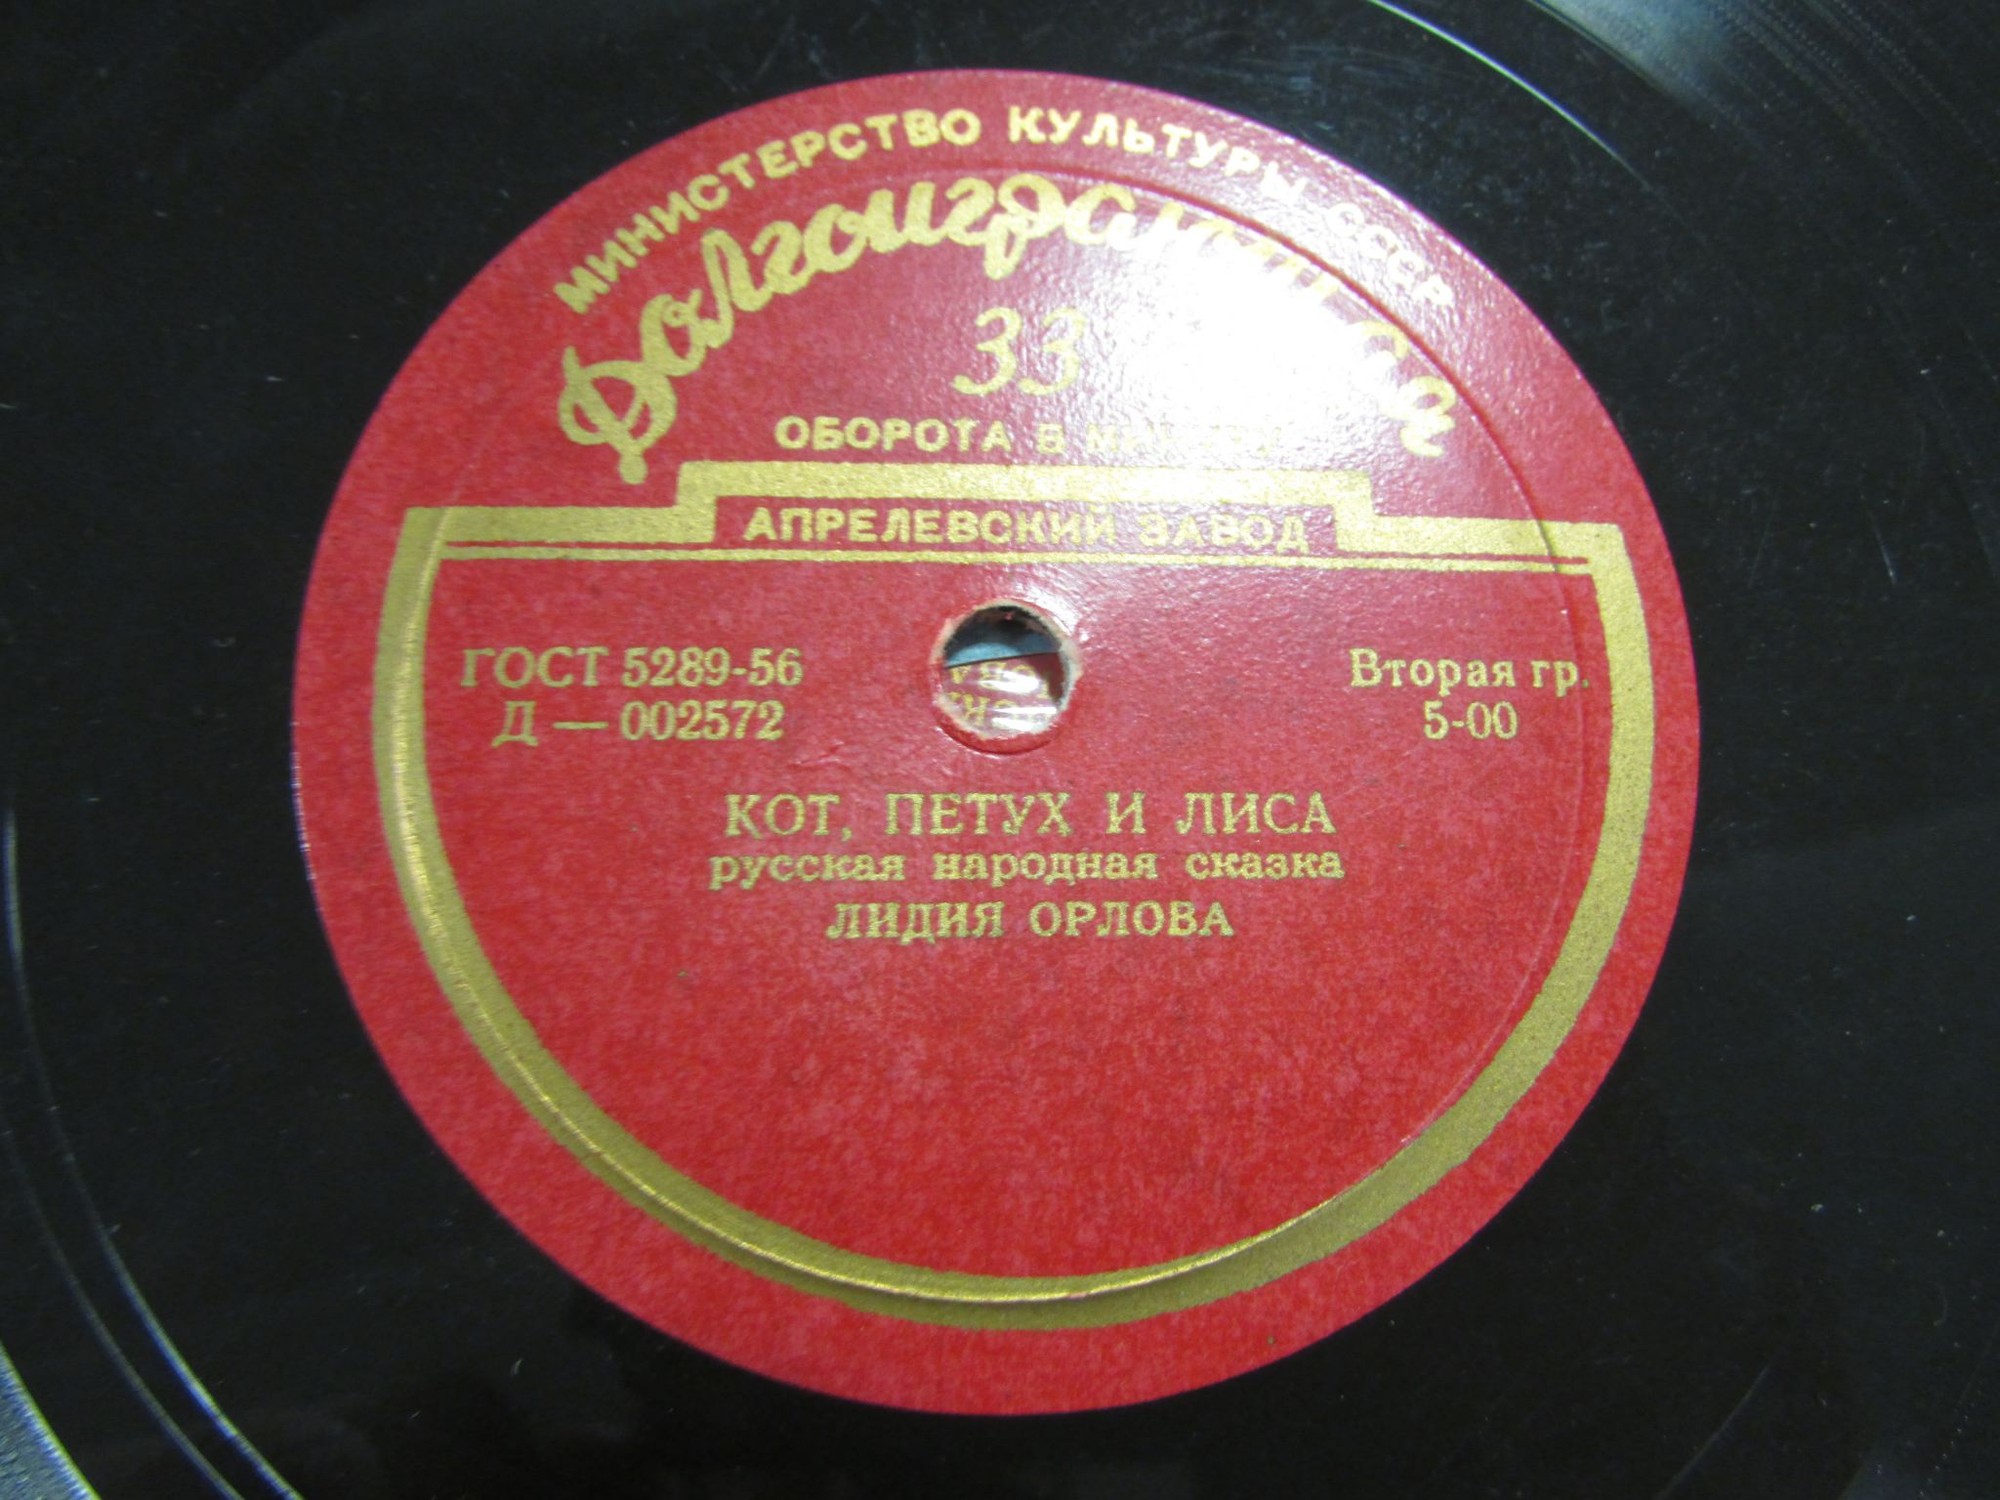 МИНИСТЕРСТВО КУЛЬТУРЫ СССР
Долгоиграющая
33
ОБОРОТА В МИНУТУ
АПРЕЛЕВСКИЙ ЗАВОД
ГОСТ 5289-56
Д — 002572
Вторая гр.
5-00
КОТ, ПЕТУХ И ЛИСА
русская народная сказка
ЛИДИЯ ОРЛОВА